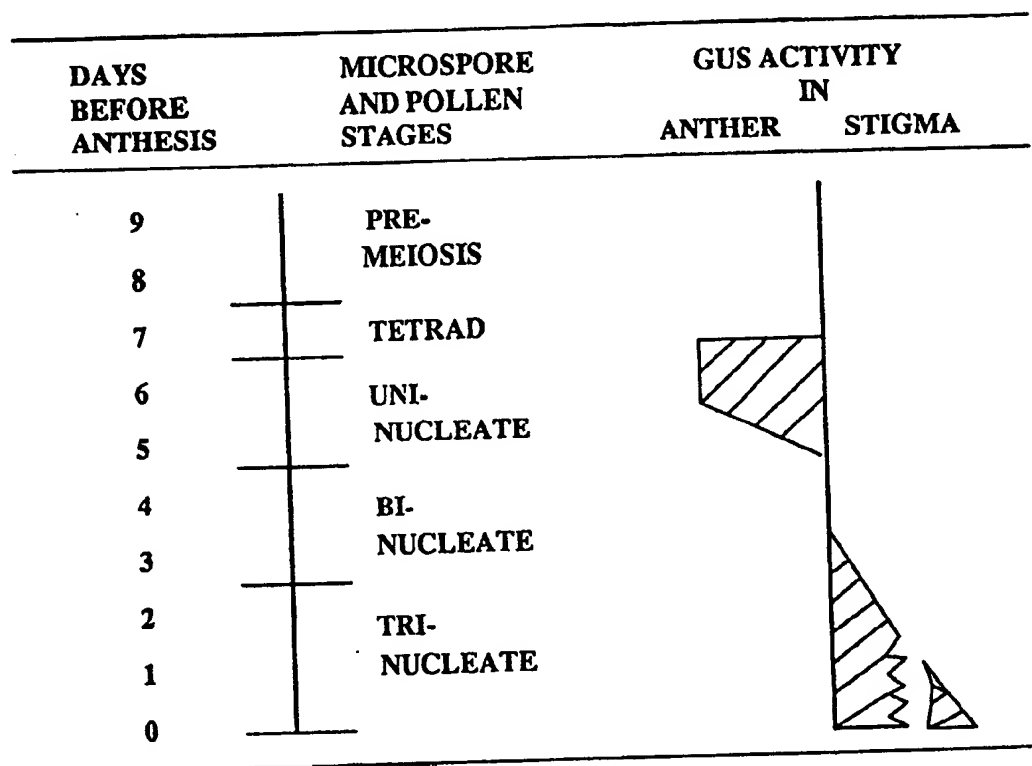 DAYS
BEFORE
ANTHESIS
MICROSPORE
AND POLLEN
STAGES
GUS ACTIVITY
IN
ANTHER STIGMA
9
8
7
6
5
4
3
2
1
0
PRE-
MEIOSIS
TETRAD
UNI-
NUCLEATE
BI-
NUCLEATE
TRI-
NUCLEATE